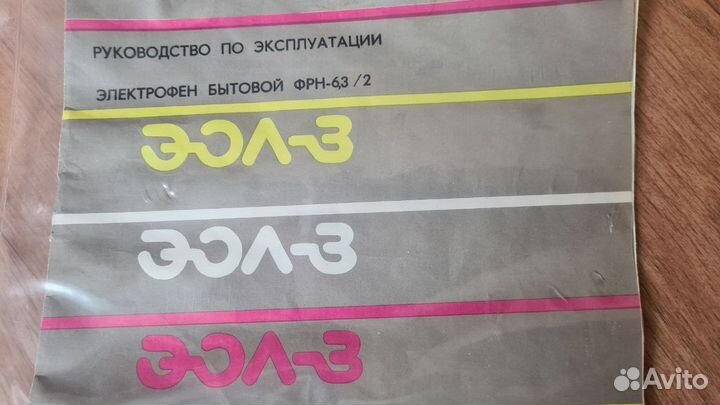 РУКОВОДСТВО ПО ЭКСПЛУАТАЦИИ
ЭЛЕКТРОФЕН БЫТОВОЙ ФРН-6,3/2
ЭОЛ-3
ЭОЛ-3
ЭОЛ-3
Avito